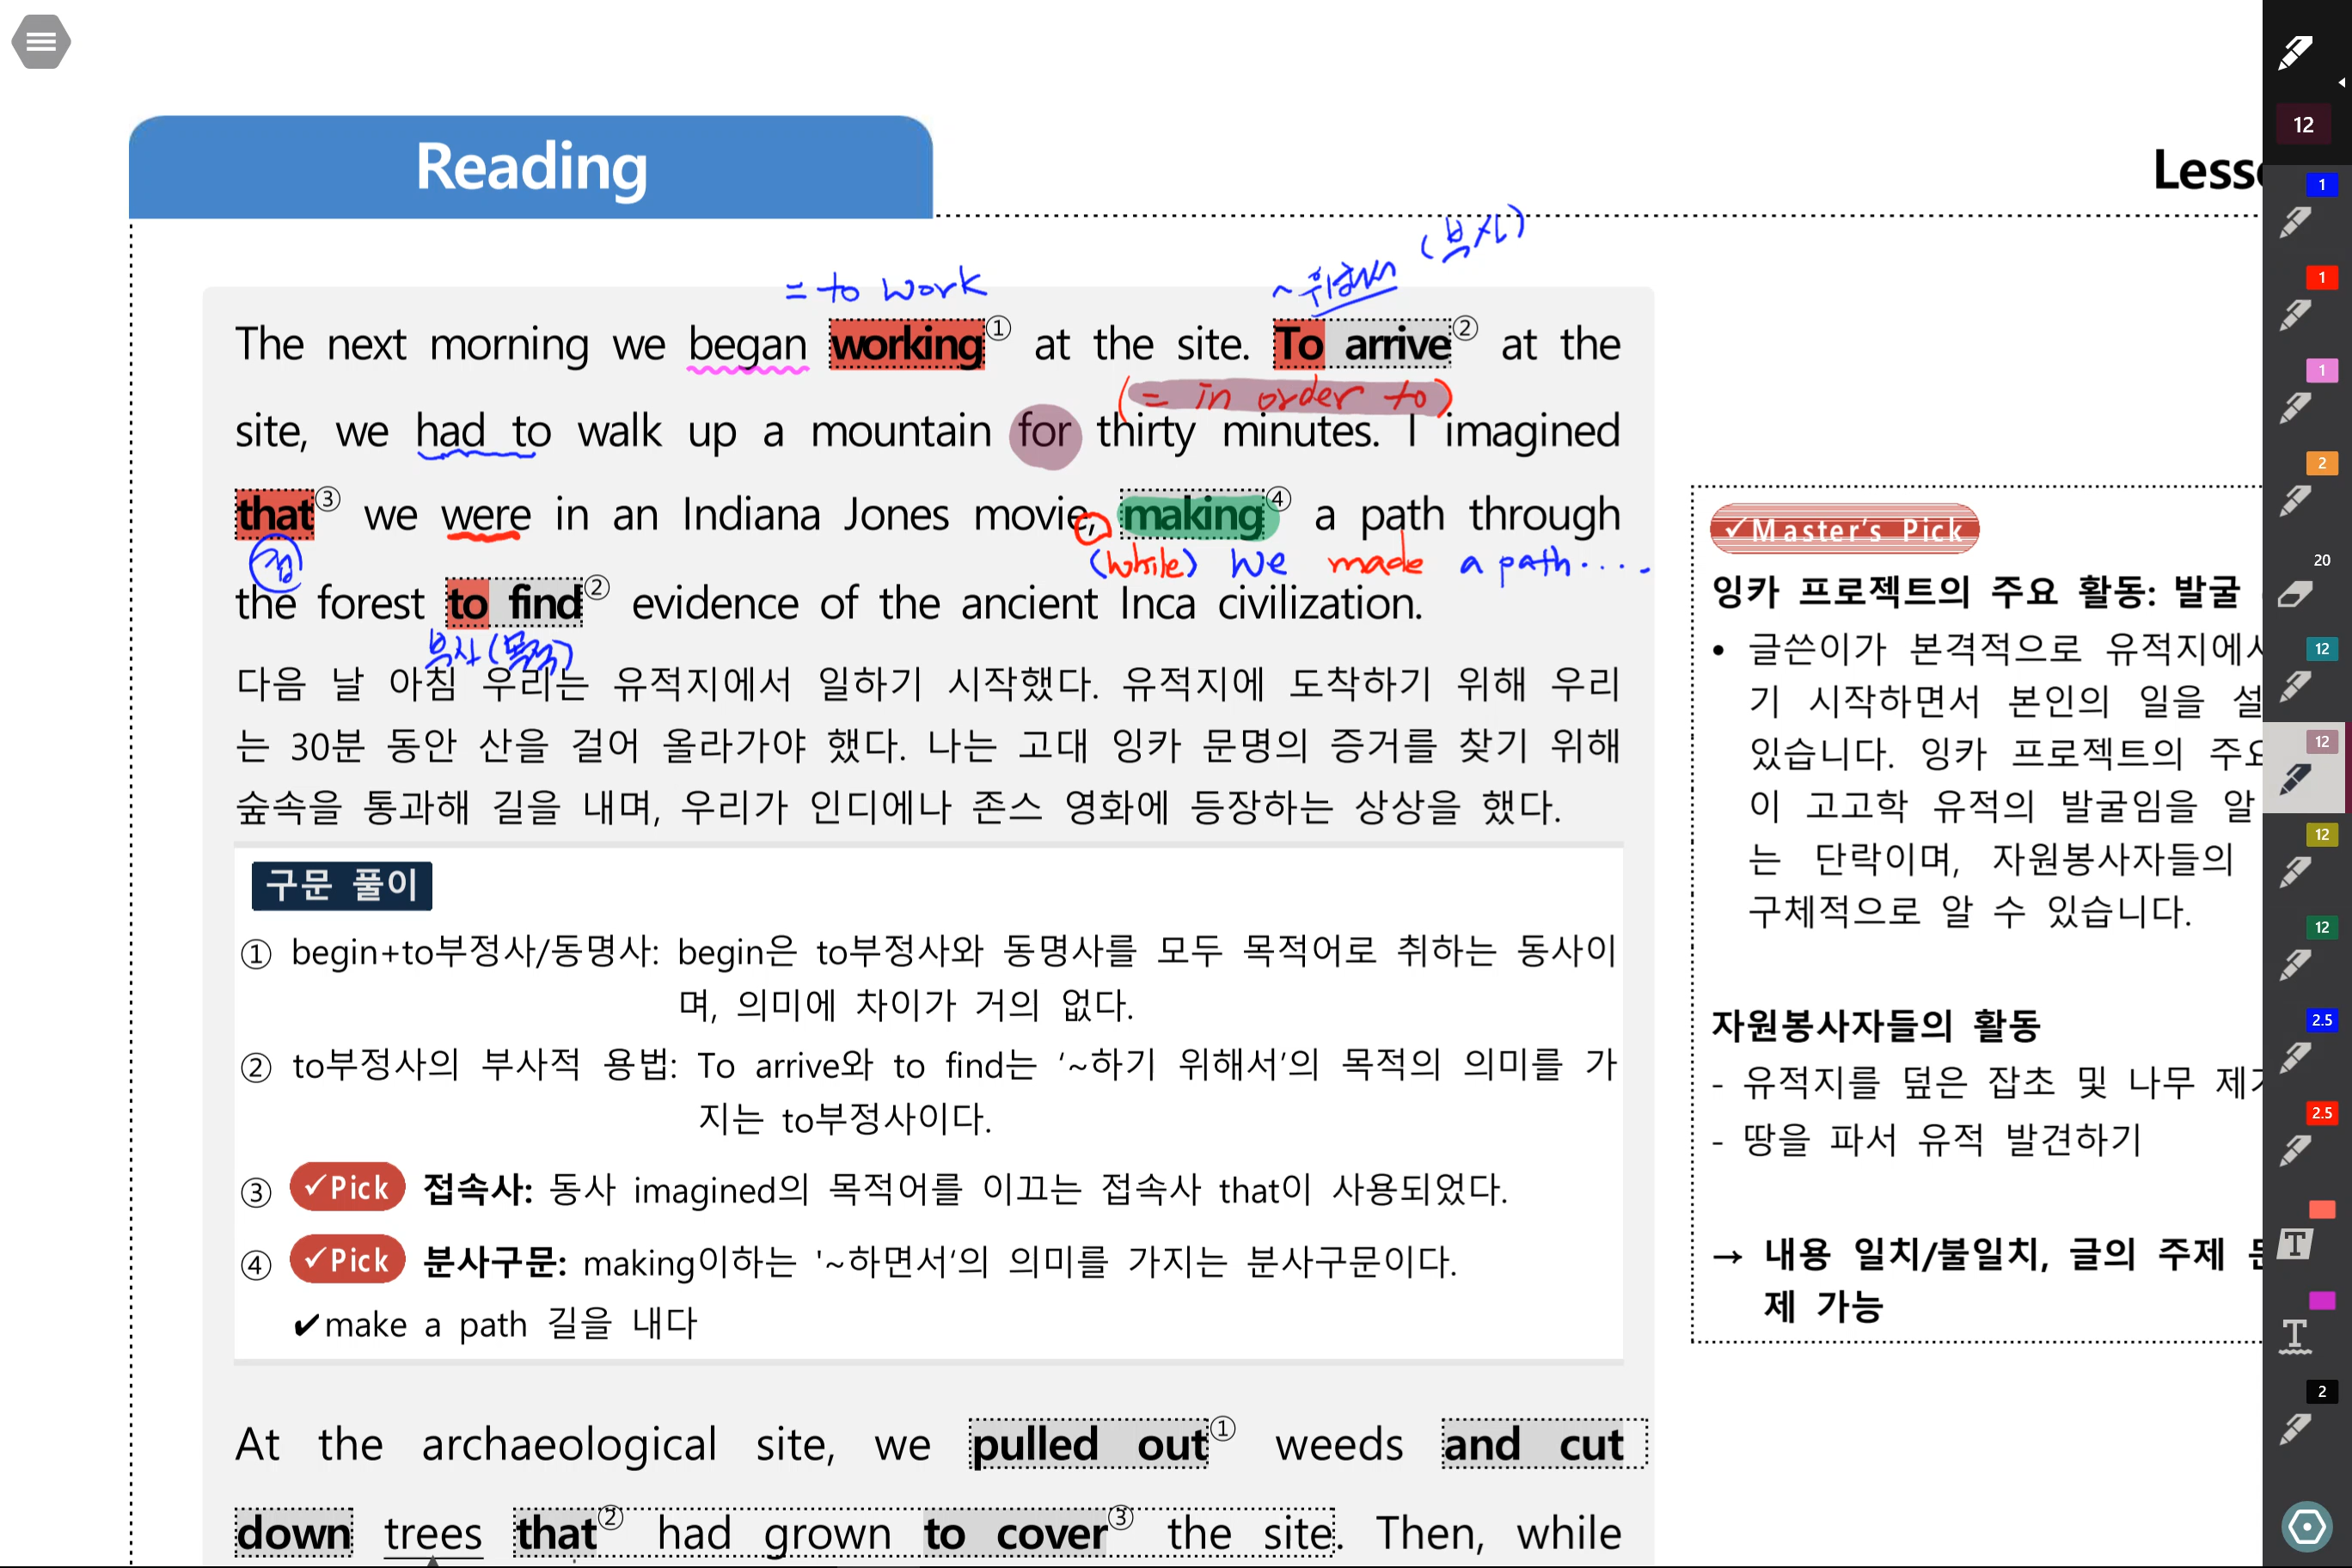 12
Reading
Lesso
1
1
1
2
20
12
12
12
12
2.5
2.5
2
= to work
~위해서 (부사)
The next morning we began working① at the site. To arrive② at the
(= in order to)
site, we had to walk up a mountain for thirty minutes. I imagined
that③ we were in an Indiana Jones movie, making④ a path through
접 (while) we made a path....
the forest to find② evidence of the ancient Inca civilization.
부사(목적)
다음 날 아침 우리는 유적지에서 일하기 시작했다. 유적지에 도착하기 위해 우리
는 30분 동안 산을 걸어 올라가야 했다. 나는 고대 잉카 문명의 증거를 찾기 위해
숲속을 통과해 길을 내며, 우리가 인디에나 존스 영화에 등장하는 상상을 했다.
구문 풀이
① begin+to부정사/동명사: begin은 to부정사와 동명사를 모두 목적어로 취하는 동사이
며, 의미에 차이가 거의 없다.
② to부정사의 부사적 용법: To arrive와 to find는 ‘~하기 위해서’의 목적의 의미를 가
지는 to부정사이다.
③ ✓Pick 접속사: 동사 imagined의 목적어를 이끄는 접속사 that이 사용되었다.
④ ✓Pick 분사구문: making이하는 '~하면서‘의 의미를 가지는 분사구문이다.
✔make a path 길을 내다
At the archaeological site, we pulled out① weeds and cut
down trees that② had grown to cover③ the site. Then, while
✓Master's Pick
잉카 프로젝트의 주요 활동: 발굴
• 글쓴이가 본격적으로 유적지에서
기 시작하면서 본인의 일을 설
있습니다. 잉카 프로젝트의 주요
이 고고학 유적의 발굴임을 알
는 단락이며, 자원봉사자들의
구체적으로 알 수 있습니다.
자원봉사자들의 활동
- 유적지를 덮은 잡초 및 나무 제거
- 땅을 파서 유적 발견하기
→ 내용 일치/불일치, 글의 주제 문
제 가능